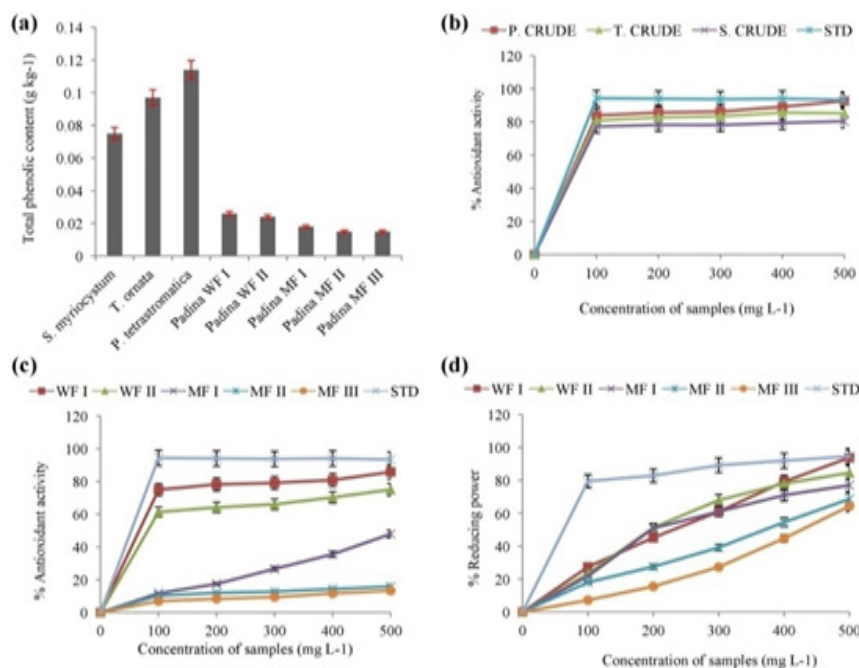 (a)
Total phenolic content (g kg-1)
0.14
0.12
0.1
0.08
0.06
0.04
0.02
0
S. myriocystum
T. ornata
P. tetrastromatica
Padina WF I
Padina WF II
Padina MF I
Padina MF II
Padina MF III
(b)
P. CRUDE T. CRUDE S. CRUDE STD
% Antioxidant activity
120
100
80
60
40
20
0
0 100 200 300 400 500
Concentration of samples (mg L-1)
(c)
WF I WF II MF I MF II MF III STD
% Antioxidant activity
120
100
80
60
40
20
0
0 100 200 300 400 500
Concentration of samples (mg L-1)
(d)
WF I WF II MF I MF II MF III STD
% Reducing power
120
100
80
60
40
20
0
0 100 200 300 400 500
Concentration of samples (mg L-1)